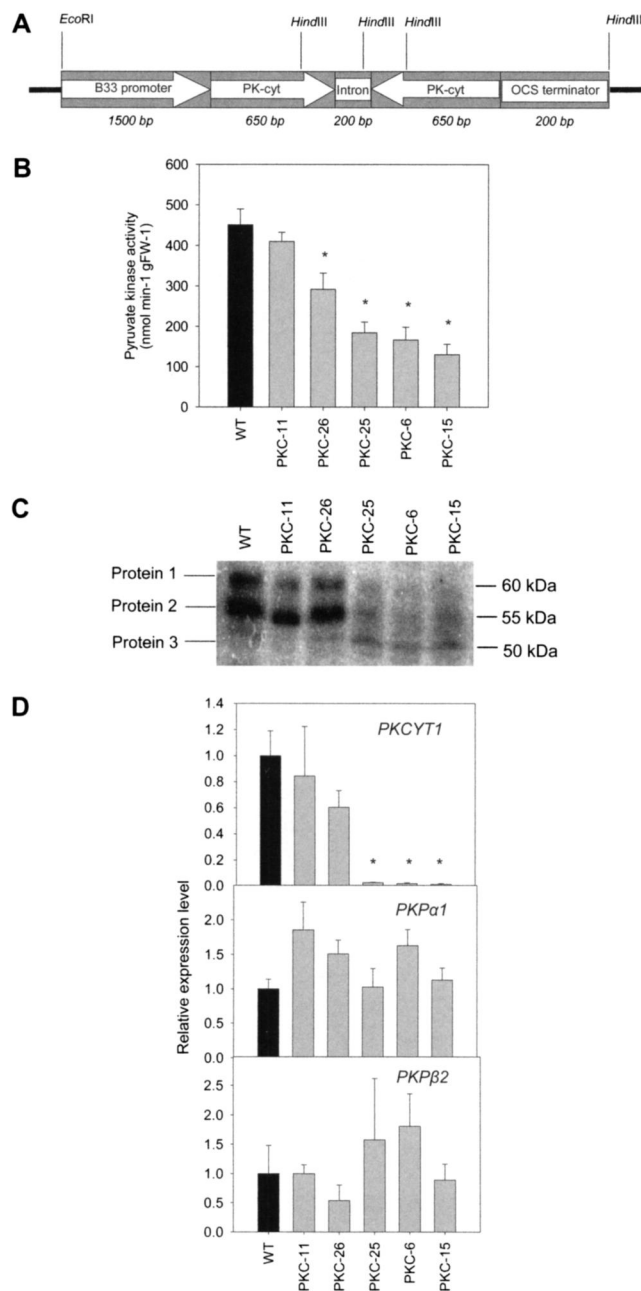 A
EcoRI HindIII HindIII HindIII HindIII
B33 promoter PK-cyt Intron PK-cyt OCS terminator
1500 bp 650 bp 200 bp 650 bp 200 bp
B
Pyruvate kinase activity
(nmol min-1 gFW-1)
600
500
400
300
200
100
0
* * * *
WT PKC-11 PKC-26 PKC-25 PKC-6 PKC-15
C
WT PKC-11 PKC-26 PKC-25 PKC-6 PKC-15
Protein 1 60 kDa
Protein 2 55 kDa
Protein 3 50 kDa
D
Relative expression level
PKCYT1
1.4
1.2
1.0
0.8
0.6
0.4
0.2
0.0
* * *
PKPα1
2.0
1.5
1.0
0.5
0.0
PKPβ2
2.5
2.0
1.5
1.0
0.5
0.0
WT PKC-11 PKC-26 PKC-25 PKC-6 PKC-15